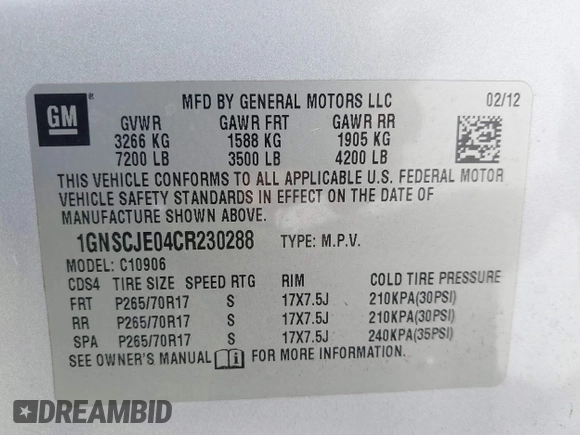 MFD BY GENERAL MOTORS LLC 02/12
GM ®
GVWR GAWR FRT GAWR RR
3266 KG 1588 KG 1905 KG
7200 LB 3500 LB 4200 LB
THIS VEHICLE CONFORMS TO ALL APPLICABLE U.S. FEDERAL MOTOR
VEHICLE SAFETY STANDARDS IN EFFECT ON THE DATE OF
MANUFACTURE SHOWN ABOVE.
1GNSCJE04CR230288 TYPE: M.P.V.
MODEL: C10906
CDS4 TIRE SIZE SPEED RTG RIM COLD TIRE PRESSURE
FRT P265/70R17 S 17X7.5J 210KPA(30PSI)
RR P265/70R17 S 17X7.5J 210KPA(30PSI)
SPA P265/70R17 S 17X7.5J 240KPA(35PSI)
SEE OWNER'S MANUAL i FOR MORE INFORMATION.
DREAMBID